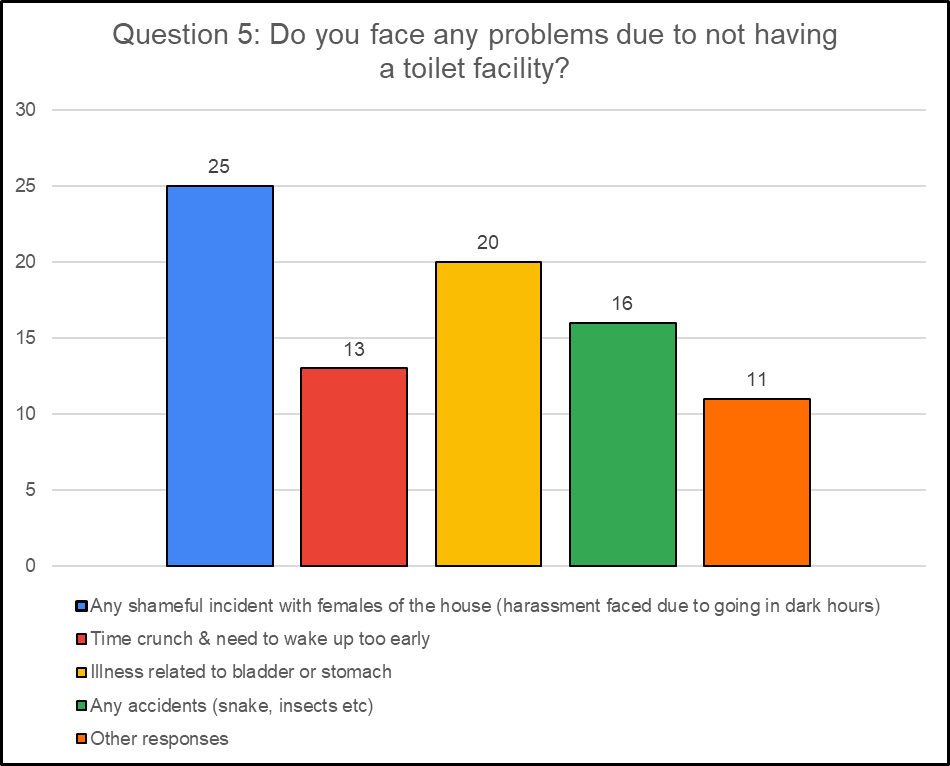 Question 5: Do you face any problems due to not having
a toilet facility?
30
25
20
15
10
5
0
25
13
20
16
11
Any shameful incident with females of the house (harassment faced due to going in dark hours)
Time crunch & need to wake up too early
Illness related to bladder or stomach
Any accidents (snake, insects etc)
Other responses